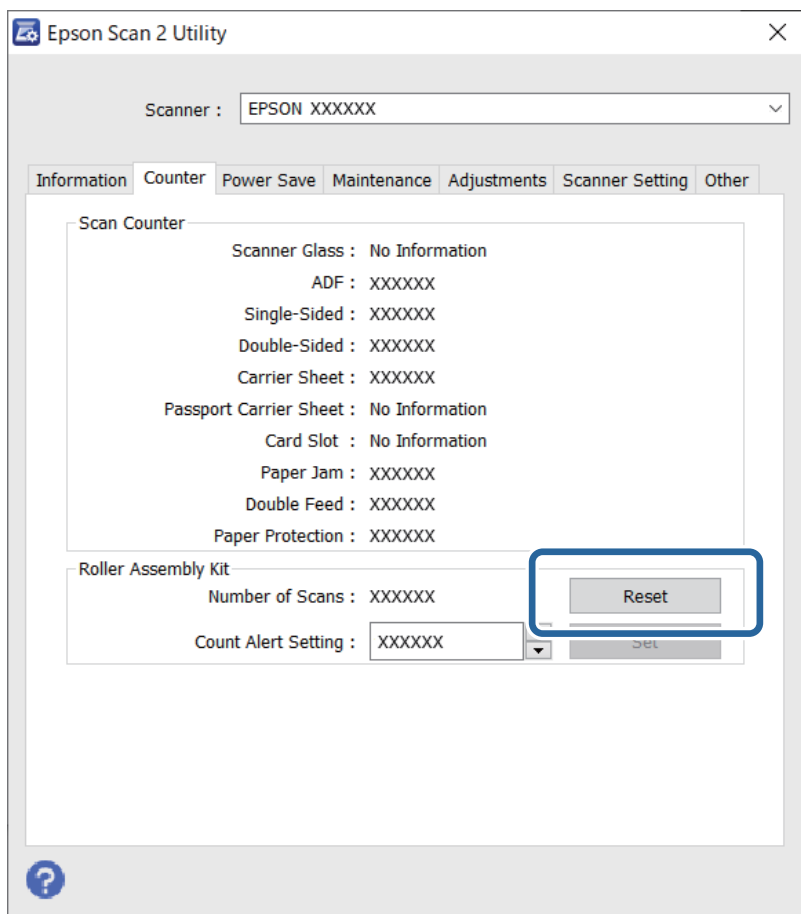 Epson Scan 2 Utility
Scanner : EPSON XXXXXX
Information Counter Power Save Maintenance Adjustments Scanner Setting Other
Scan Counter
Scanner Glass : No Information
ADF : XXXXXX
Single-Sided : XXXXXX
Double-Sided : XXXXXX
Carrier Sheet : XXXXXX
Passport Carrier Sheet : No Information
Card Slot : No Information
Paper Jam : XXXXXX
Double Feed : XXXXXX
Paper Protection : XXXXXX
Roller Assembly Kit
Number of Scans : XXXXXX Reset
Count Alert Setting : XXXXXX Set
?